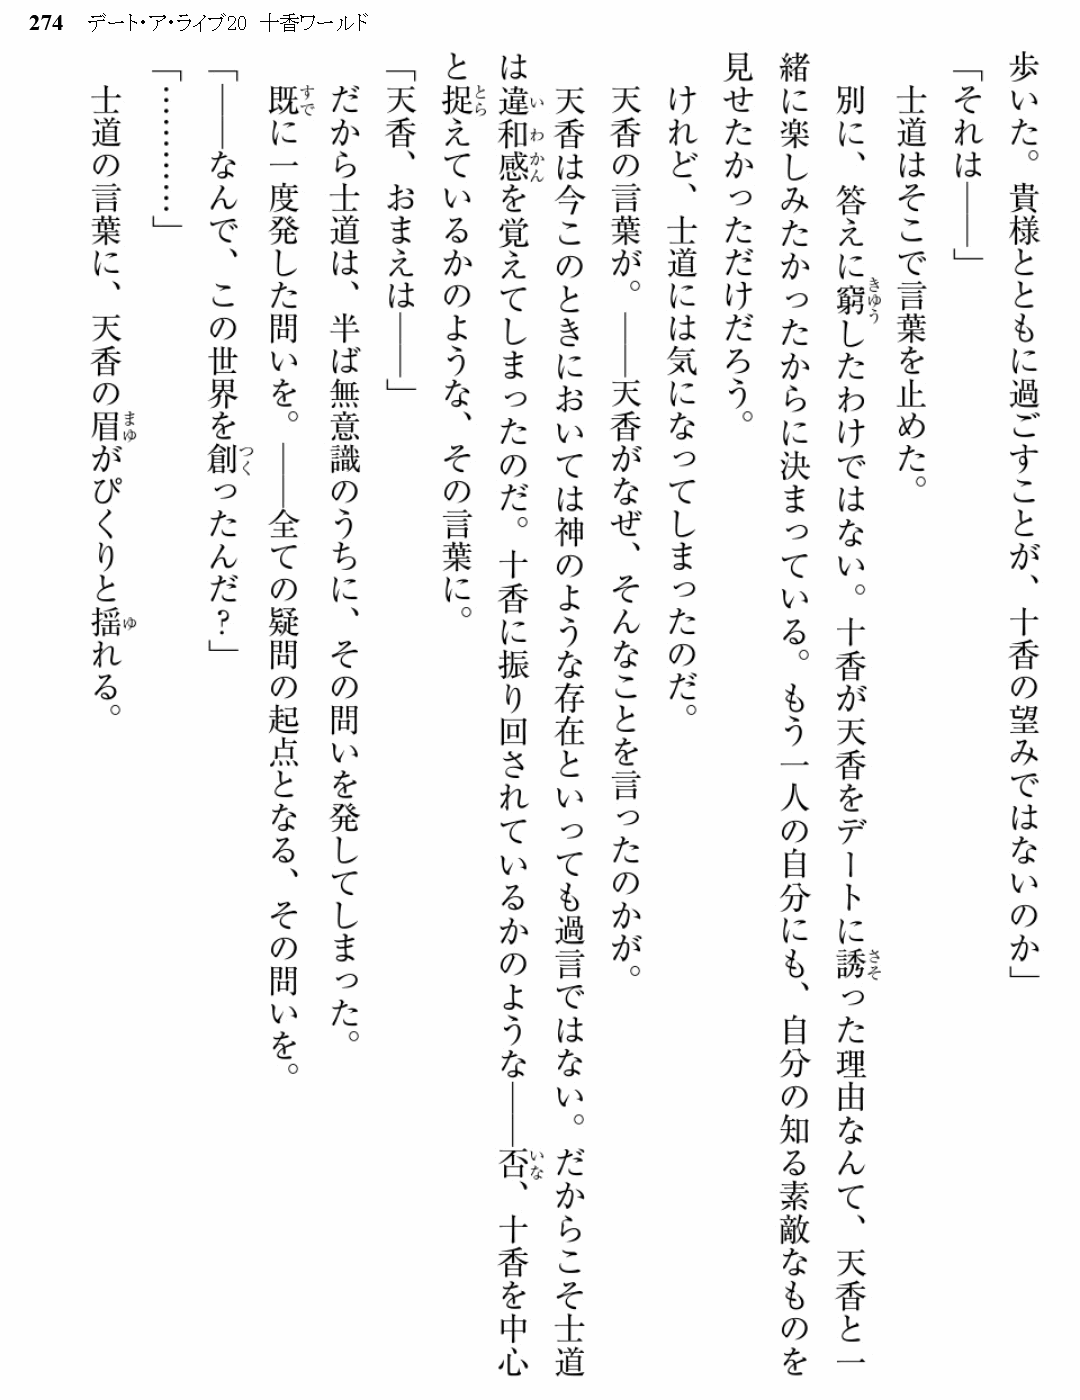 274 デート・ア・ライブ20 十香ワールド
歩いた。貴様とともに過ごすことが、十香の望みではないのか」
「それは――」
士道はそこで言葉を止めた。
別に、答えに窮したわけではない。十香が天香をデートに誘った理由なんて、天香と一
緒に楽しみたかったからに決まっている。もう一人の自分にも、自分の知る素敵なものを
見せたかっただけだろう。
けれど、士道には気になってしまったのだ。
天香の言葉が。――天香がなぜ、そんなことを言ったのかが。
天香は今このときにおいては神のような存在といっても過言ではない。だからこそ士道
は違和感を覚えてしまったのだ。十香に振り回されているかのような――否、十香を中心
と捉えているかのような、その言葉に。
「天香、おまえは――」
だから士道は、半ば無意識のうちに、その問いを発してしまった。
既に一度発した問いを。――全ての疑問の起点となる、その問いを。
「――なんで、この世界を創ったんだ?」
「…………」
士道の言葉に、天香の眉がぴくりと揺れる。